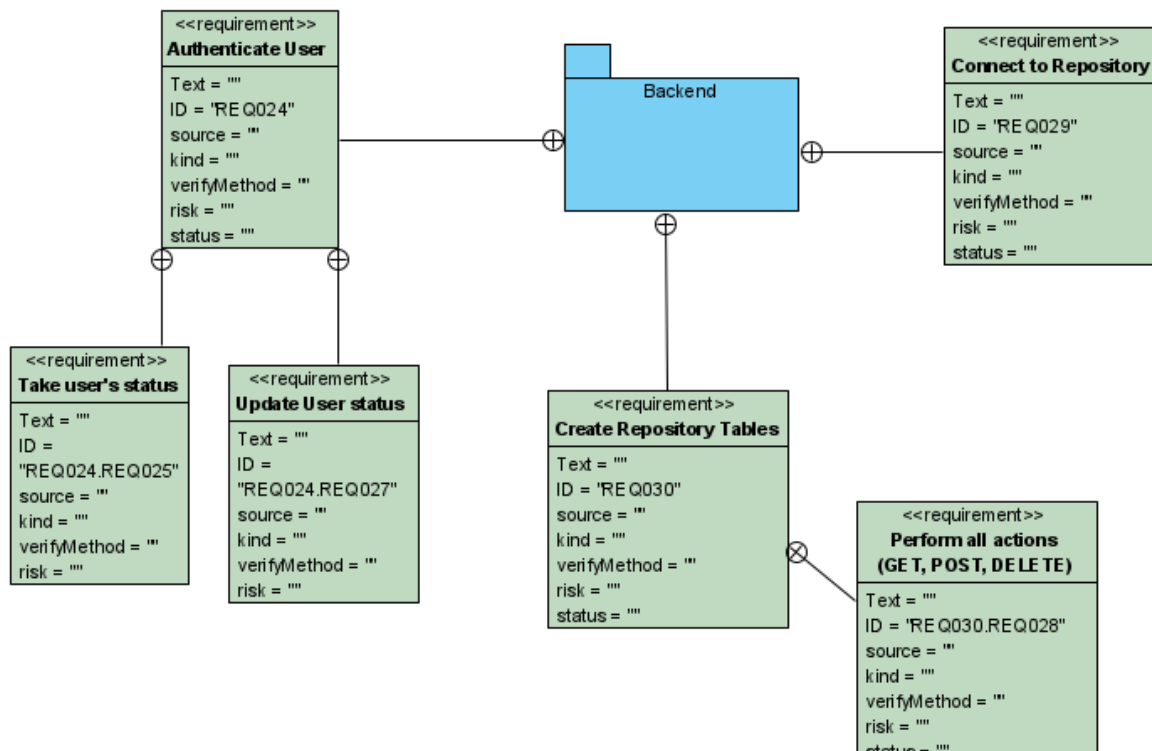 <<requirement>>
Authenticate User
Text = ""
ID = "REQ024"
source = ""
kind = ""
verifyMethod = ""
risk = ""
status = ""
Backend
<<requirement>>
Connect to Repository
Text = ""
ID = "REQ029"
source = ""
kind = ""
verifyMethod = ""
risk = ""
status = ""
<<requirement>>
Take user's status
Text = ""
ID =
"REQ024.REQ025"
source = ""
kind = ""
verifyMethod = ""
risk = ""
<<requirement>>
Update User status
Text = ""
ID =
"REQ024.REQ027"
source = ""
kind = ""
verifyMethod = ""
risk = ""
<<requirement>>
Create Repository Tables
Text = ""
ID = "REQ030"
source = ""
kind = ""
verifyMethod = ""
risk = ""
status = ""
<<requirement>>
Perform all actions
(GET, POST, DELETE)
Text = ""
ID = "REQ030.REQ028"
source = ""
kind = ""
verifyMethod = ""
risk = ""
status = ""